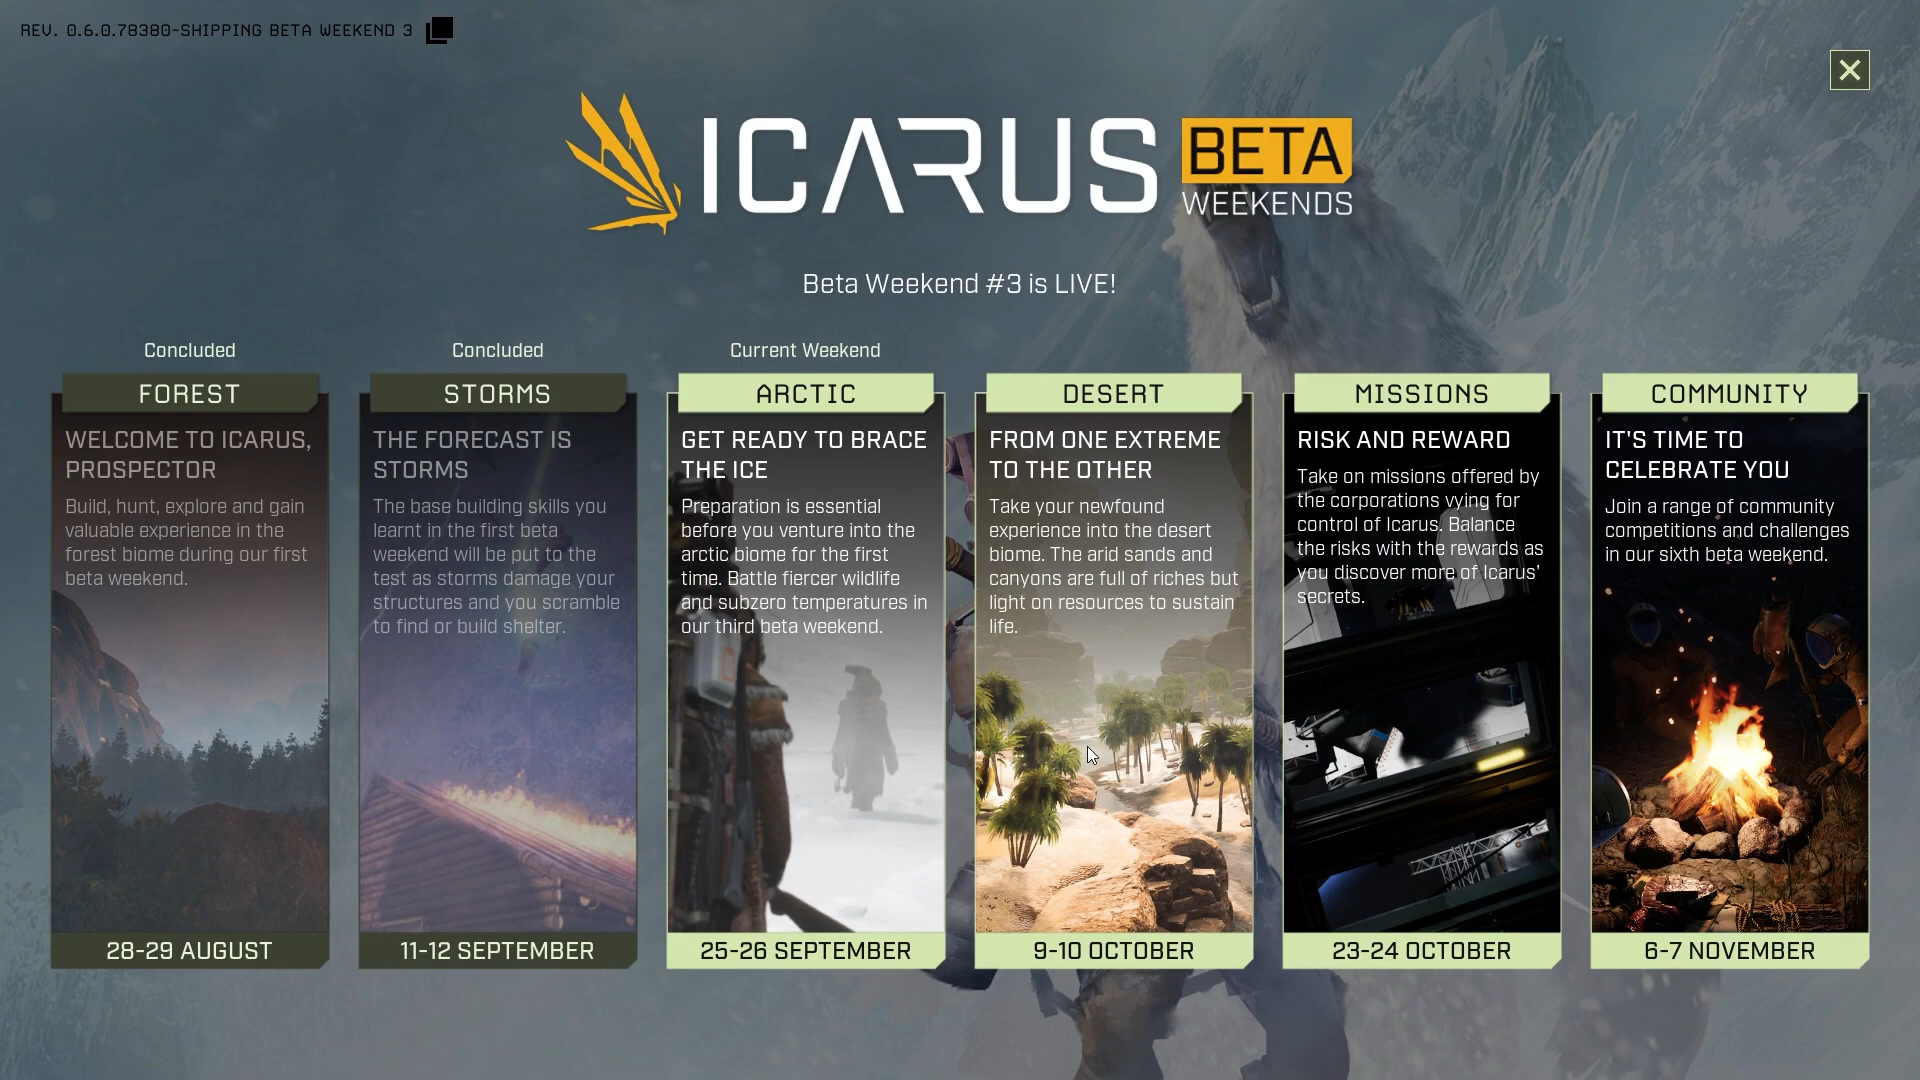 REV. 0.6.0.78380-SHIPPING BETA WEEKEND 3
ICARUS BETA
WEEKENDS
Beta Weekend #3 is LIVE!
Concluded
FOREST
WELCOME TO ICARUS,
PROSPECTOR
Build, hunt, explore and gain
valuable experience in the
forest biome during our first
beta weekend.
28-29 AUGUST
Concluded
STORMS
THE FORECAST IS
STORMS
The base building skills you
learnt in the first beta
weekend will be put to the
test as storms damage your
structures and you scramble
to find or build shelter.
11-12 SEPTEMBER
Current Weekend
ARCTIC
GET READY TO BRACE
THE ICE
Preparation is essential
before you venture into the
arctic biome for the first
time. Battle fiercer wildlife
and subzero temperatures in
our third beta weekend.
25-26 SEPTEMBER
DESERT
FROM ONE EXTREME
TO THE OTHER
Take your newfound
experience into the desert
biome. The arid sands and
canyons are full of riches but
light on resources to sustain
life.
9-10 OCTOBER
MISSIONS
RISK AND REWARD
Take on missions offered by
the corporations vying for
control of Icarus. Balance
the risks with the rewards as
you discover more of Icarus'
secrets.
23-24 OCTOBER
COMMUNITY
IT'S TIME TO
CELEBRATE YOU
Join a range of community
competitions and challenges
in our sixth beta weekend.
6-7 NOVEMBER